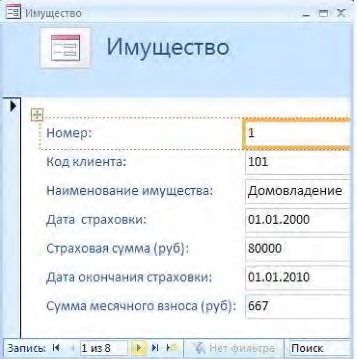 Имущество
Имущество
Номер: 1
Код клиента: 101
Наименование имущества: Домовладение
Дата страховки: 01.01.2000
Страховая сумма (руб): 80000
Дата окончания страховки: 01.01.2010
Сумма месячного взноса (руб): 667
Запись: 1 из 8 Нет фильтра Поиск